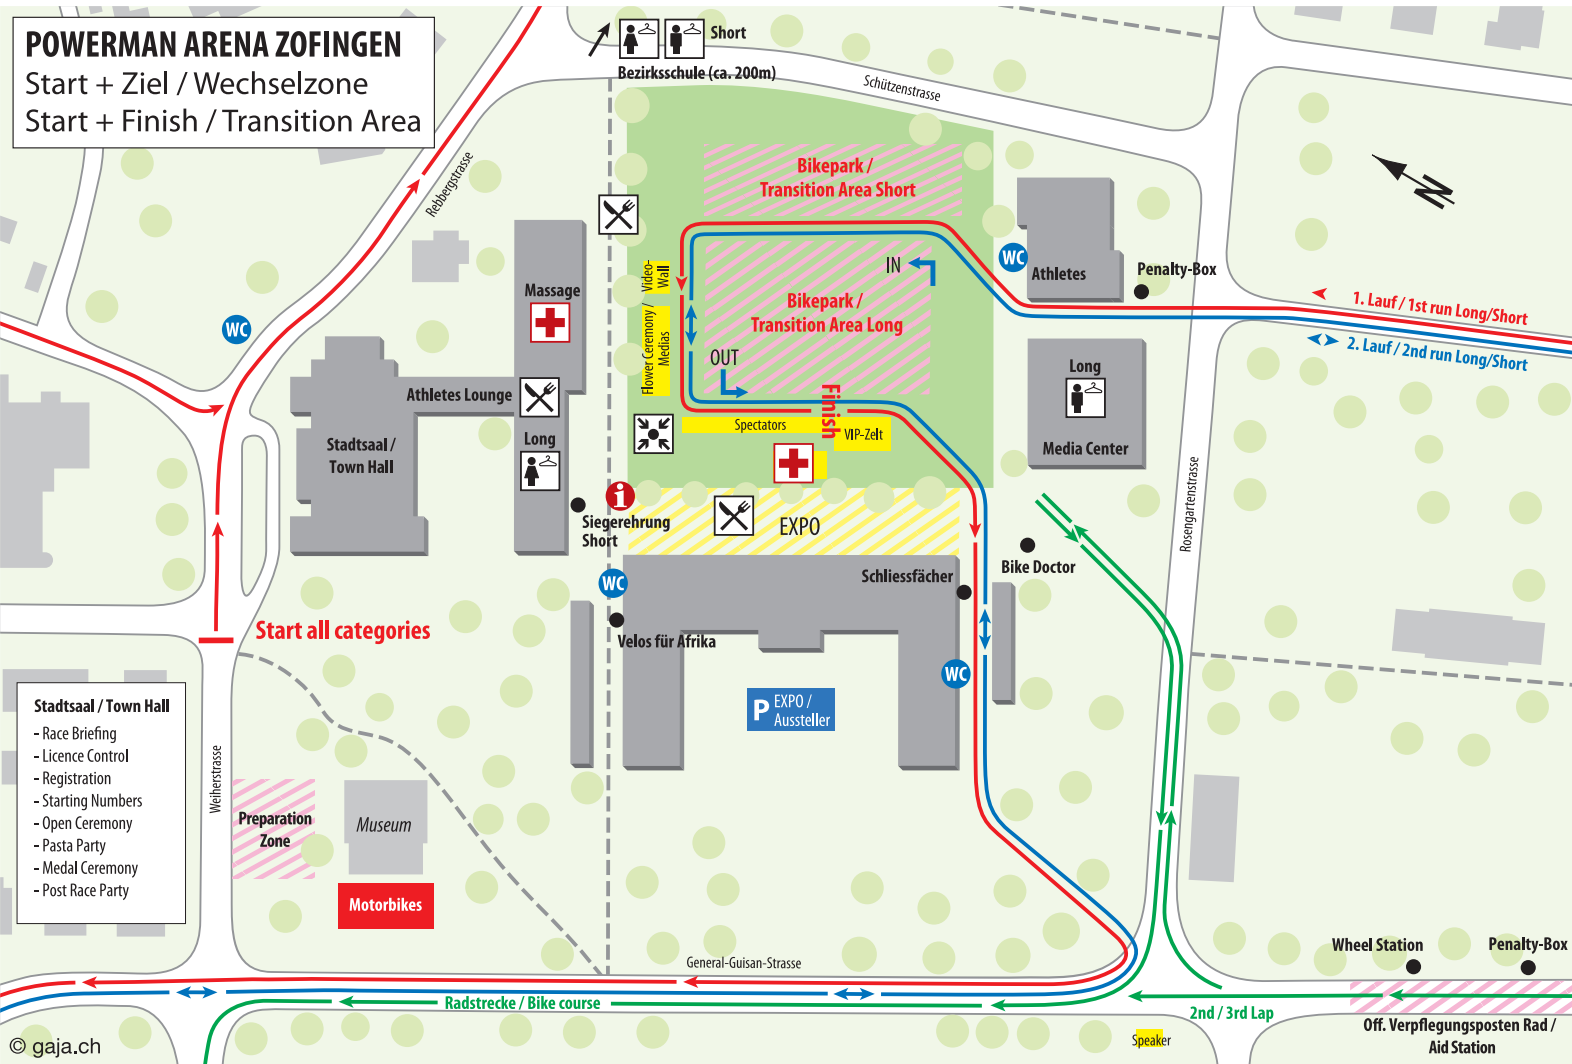 POWERMAN ARENA ZOFINGEN
Start + Ziel / Wechselzone
Start + Finish / Transition Area
Short
Bezirksschule (ca. 200m)
Schützenstrasse
Rebbergstrasse
Bikepark /
Transition Area Short
N
WC
Athletes
Penalty-Box
IN
Video-
Wall
Massage
Bikepark /
Transition Area Long
1. Lauf / 1st run Long/Short
2. Lauf / 2nd run Long/Short
WC
Flower Ceremony /
Medias
OUT
Long
Media Center
Athletes Lounge
Finish
Spectators
VIP-Zelt
Stadtsaal /
Town Hall
Long
i
Siegerehrung
Short
EXPO
Rosengartenstrasse
Bike Doctor
WC
Schliessfächer
Velos für Afrika
Start all categories
WC
P EXPO /
Aussteller
Stadtsaal / Town Hall
- Race Briefing
- Licence Control
- Registration
- Starting Numbers
- Open Ceremony
- Pasta Party
- Medal Ceremony
- Post Race Party
Weiherstrasse
Preparation
Zone
Museum
Motorbikes
General-Guisan-Strasse
Wheel Station
Penalty-Box
Radstrecke / Bike course
2nd / 3rd Lap
Off. Verpflegungsposten Rad /
Aid Station
Speaker
© gaja.ch